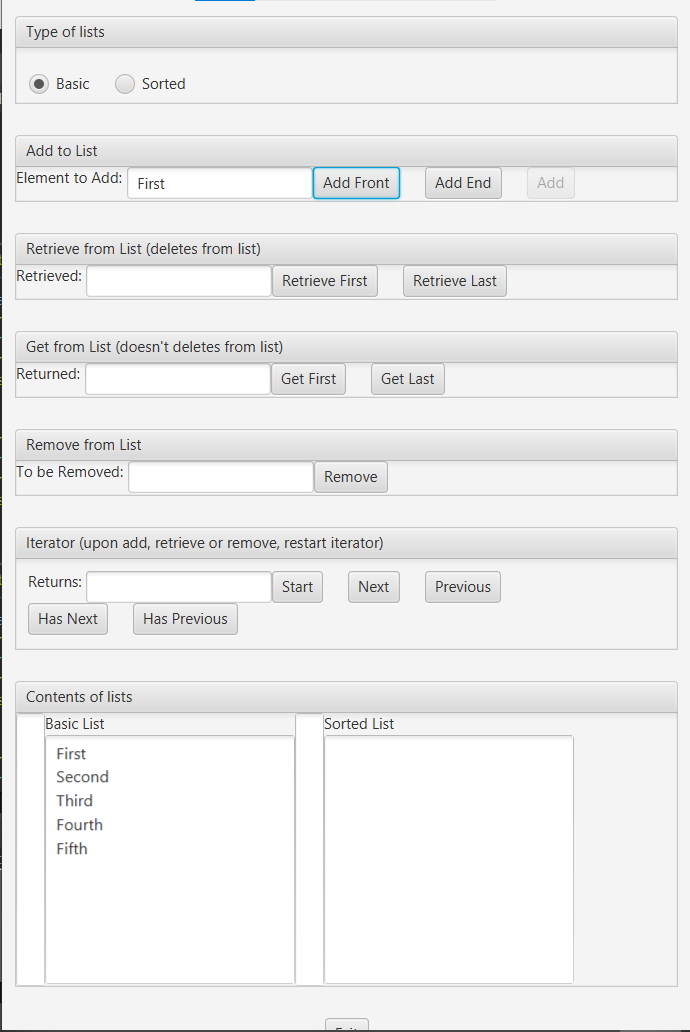 Type of lists
Basic Sorted
Add to List
Element to Add: First Add Front Add End Add
Retrieve from List (deletes from list)
Retrieved: Retrieve First Retrieve Last
Get from List (doesn't deletes from list)
Returned: Get First Get Last
Remove from List
To be Removed: Remove
Iterator (upon add, retrieve or remove, restart iterator)
Returns: Start Next Previous
Has Next Has Previous
Contents of lists
Basic List Sorted List
First
Second
Third
Fourth
Fifth